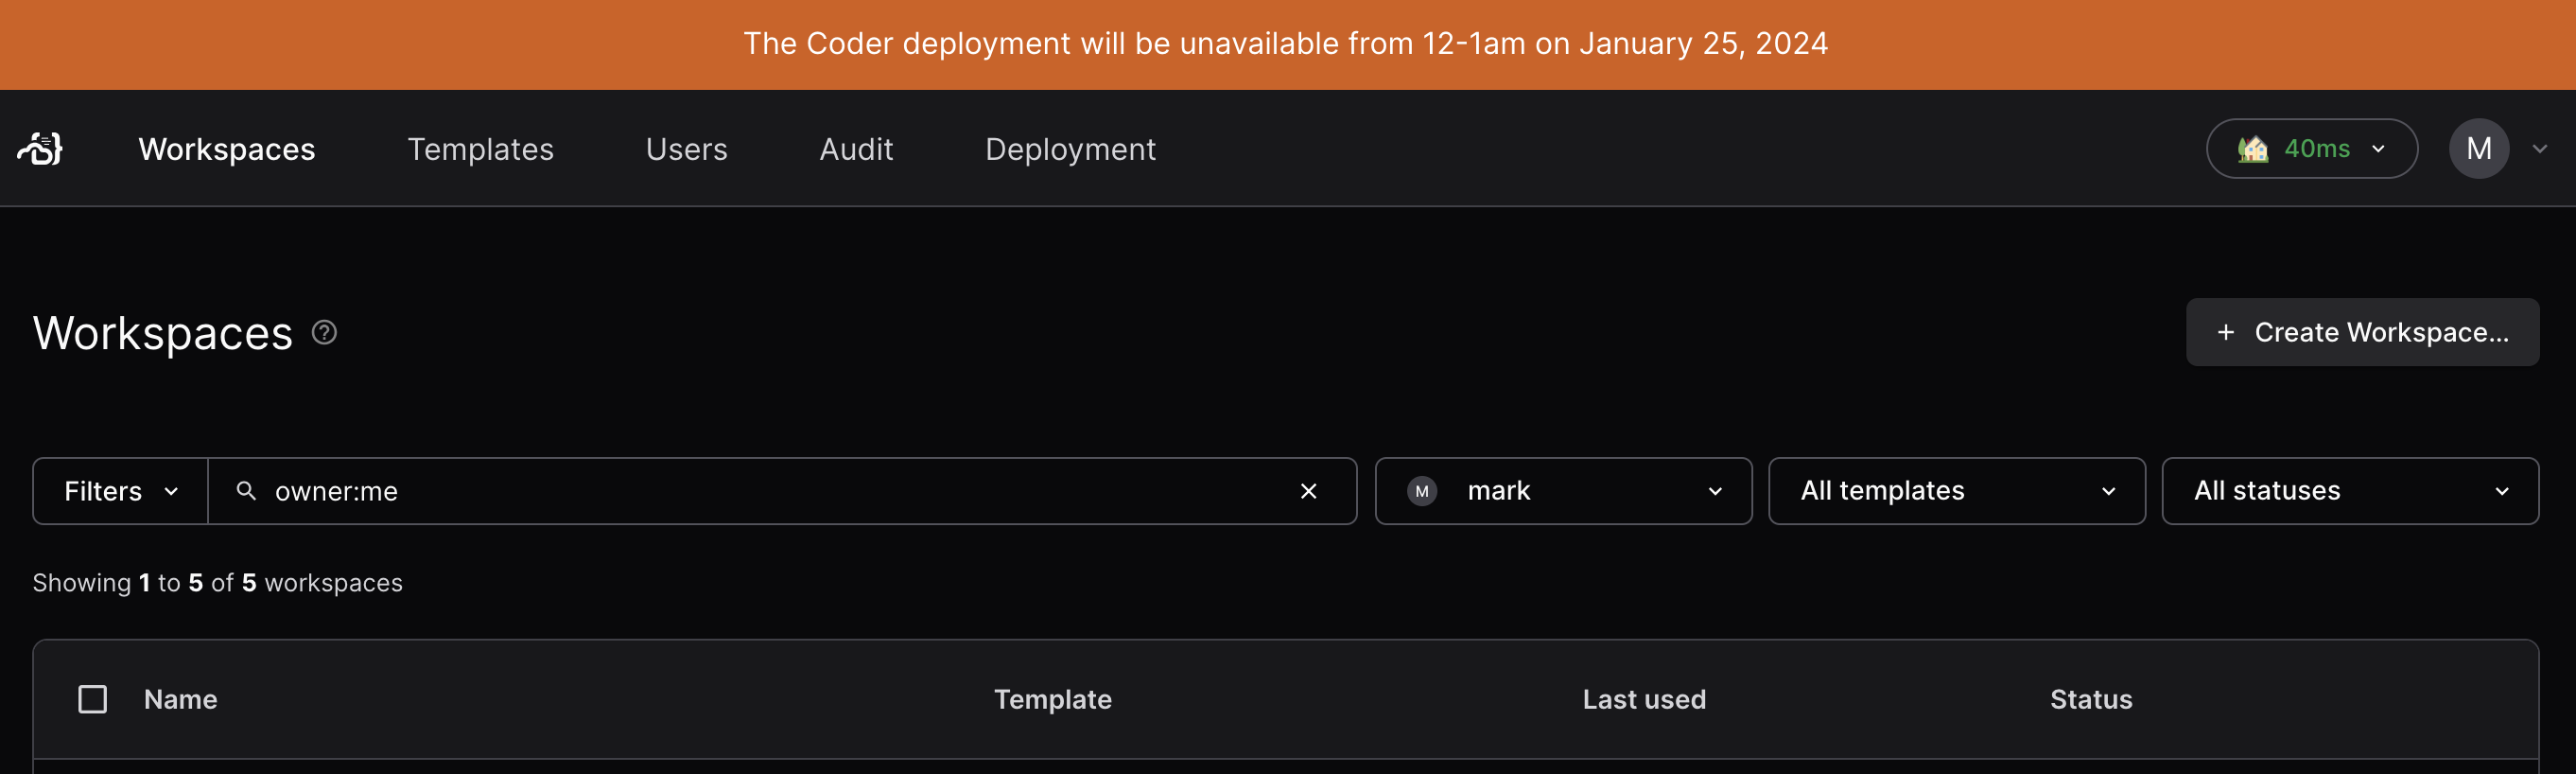 The Coder deployment will be unavailable from 12-1am on January 25, 2024
Workspaces Templates Users Audit Deployment 40ms M
Workspaces
+ Create Workspace...
Filters owner:me M mark All templates All statuses
Showing 1 to 5 of 5 workspaces
Name Template Last used Status